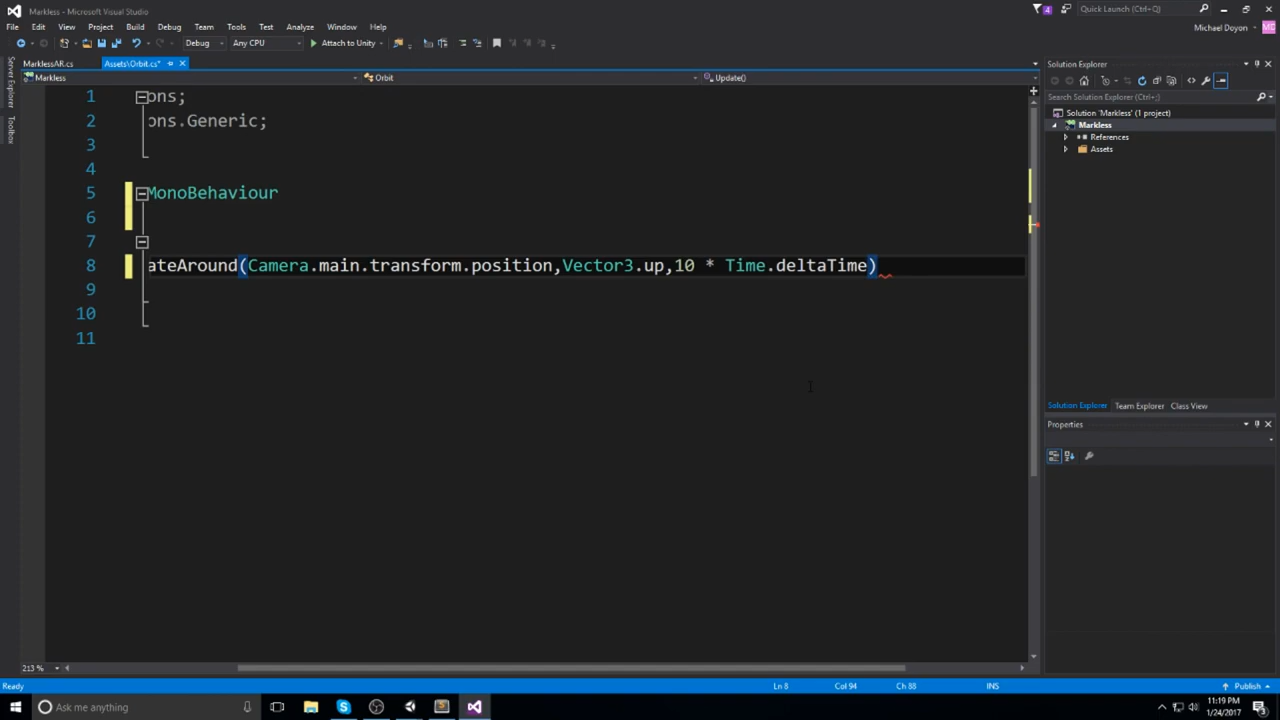 Markless - Microsoft Visual Studio
4
Quick Launch (Ctrl+Q)
File Edit View Project Build Debug Team Tools Test Analyze Window Help
Michael Doyon
Debug Any CPU Attach to Unity
MarklessAR.cs Assets\Orbit.cs*
Markless Orbit Update()
Server Explorer
Toolbox
1 ons;
2 ons.Generic;
3
4
5 MonoBehaviour
6
7
8 ateAround(Camera.main.transform.position,Vector3.up,10 * Time.deltaTime)
9
10
11
213 %
Solution Explorer
Search Solution Explorer (Ctrl+;)
Solution 'Markless' (1 project)
Markless
References
Assets
Solution Explorer Team Explorer Class View
Properties
Ready Ln 8 Col 94 Ch 88 INS Publish
Ask me anything
11:19 PM
1/24/2017